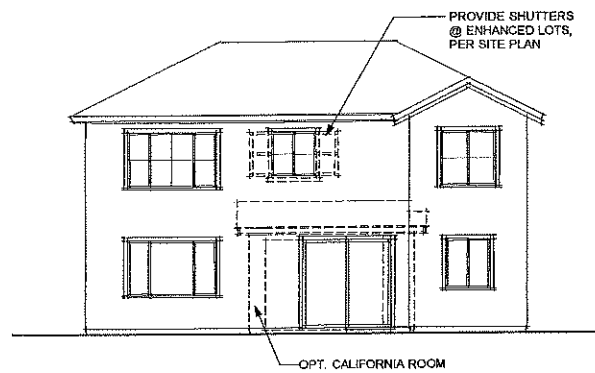 PROVIDE SHUTTERS
@ ENHANCED LOTS,
PER SITE PLAN
OPT. CALIFORNIA ROOM